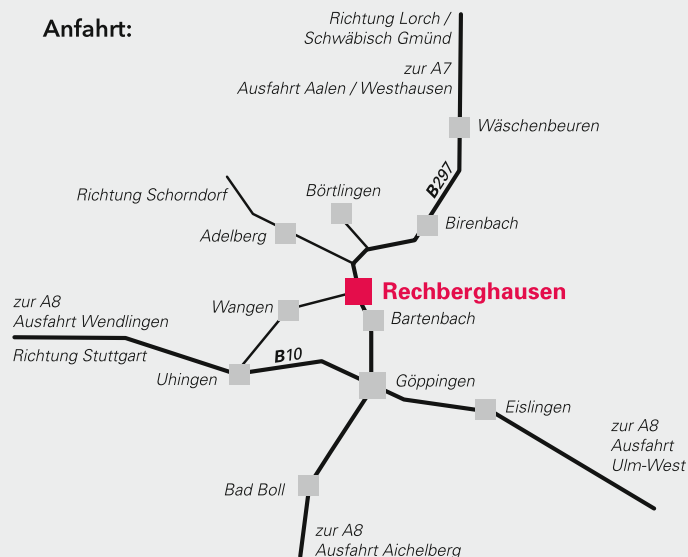 Anfahrt:
Richtung Lorch /
Schwäbisch Gmünd
zur A7
Ausfahrt Aalen / Westhausen
Wäschenbeuren
B297
Richtung Schorndorf
Börtlingen
Adelberg
Birenbach
Rechberghausen
zur A8
Ausfahrt Wendlingen
Richtung Stuttgart
Wangen
Bartenbach
B10
Uhingen
Göppingen
Eislingen
zur A8
Ausfahrt
Ulm-West
Bad Boll
zur A8
Ausfahrt Aichelberg